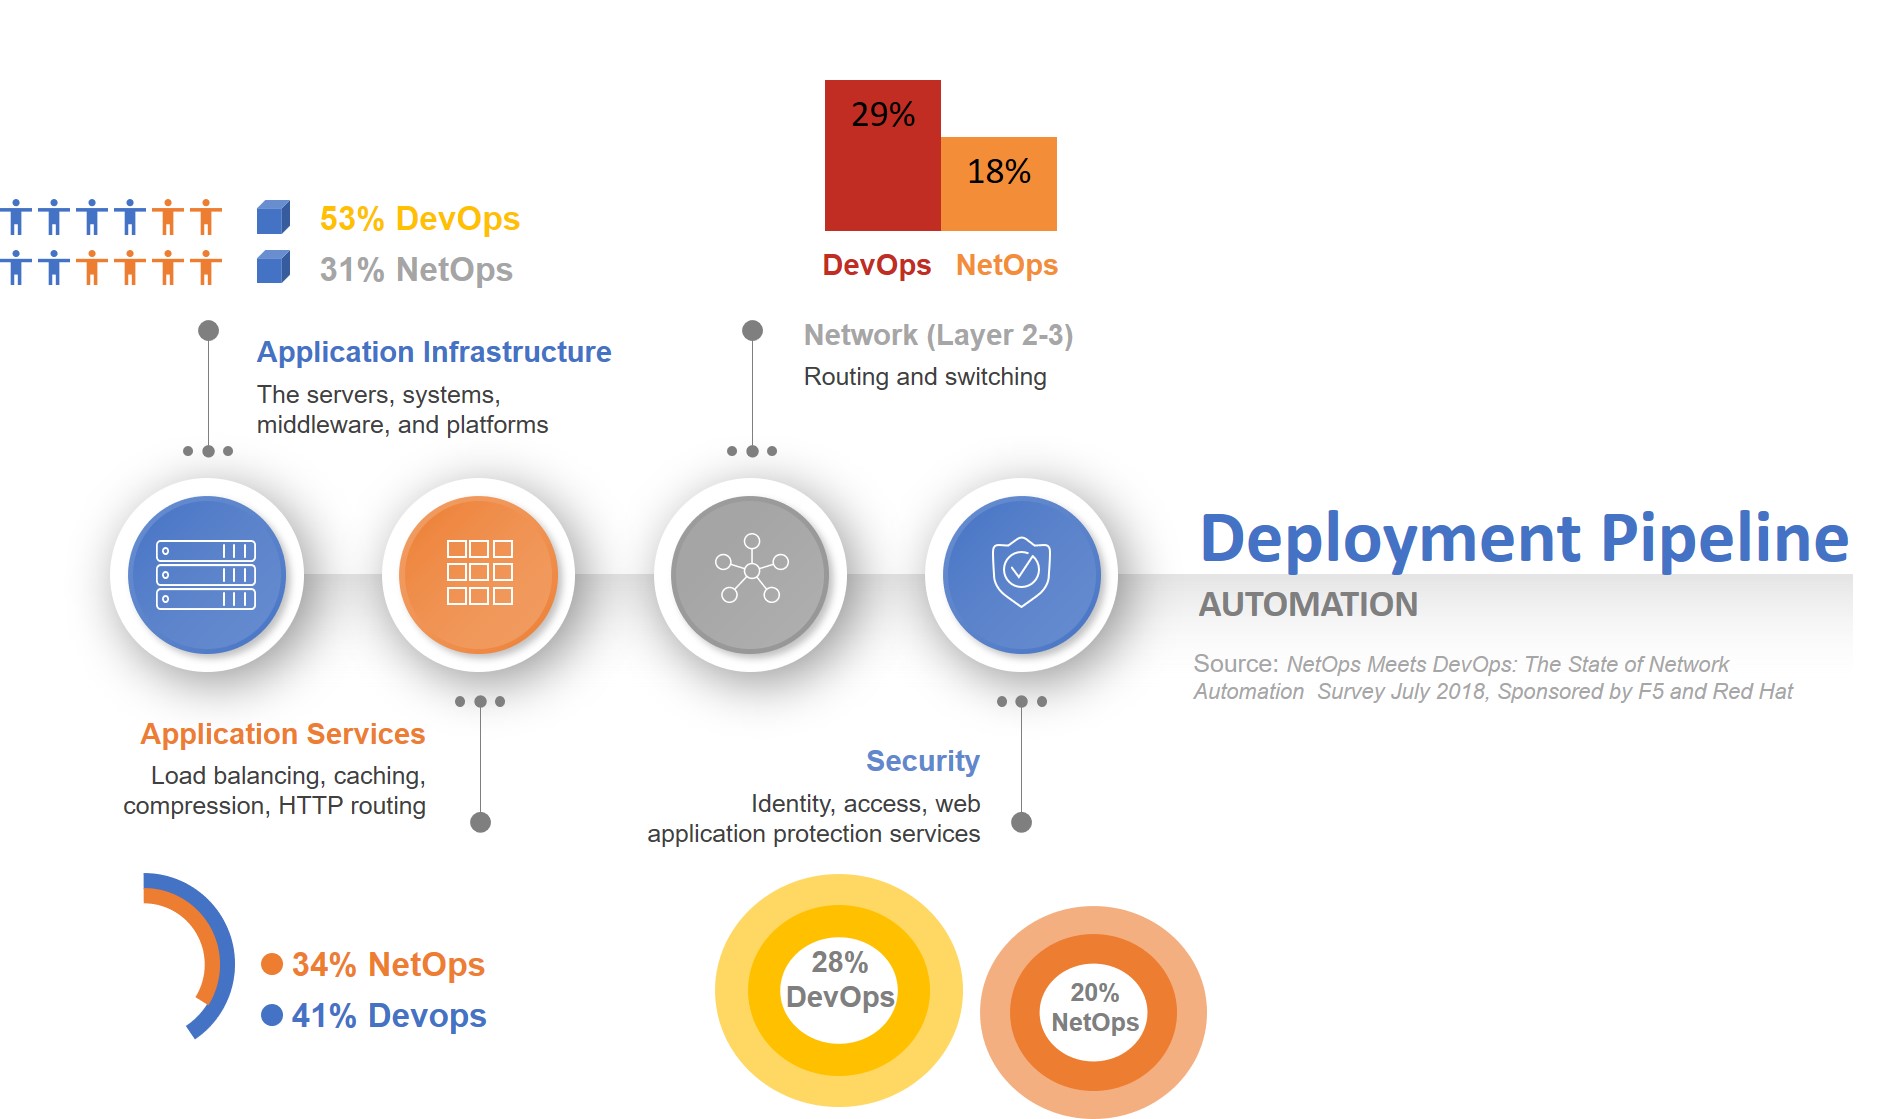 29%
18%
DevOps NetOps
53% DevOps
31% NetOps
Application Infrastructure
The servers, systems,
middleware, and platforms
Network (Layer 2-3)
Routing and switching
Deployment Pipeline
AUTOMATION
Source: NetOps Meets DevOps: The State of Network
Automation  Survey July 2018, Sponsored by F5 and Red Hat
Application Services
Load balancing, caching,
compression, HTTP routing
Security
Identity, access, web
application protection services
34% NetOps
41% Devops
28%
DevOps
20%
NetOps